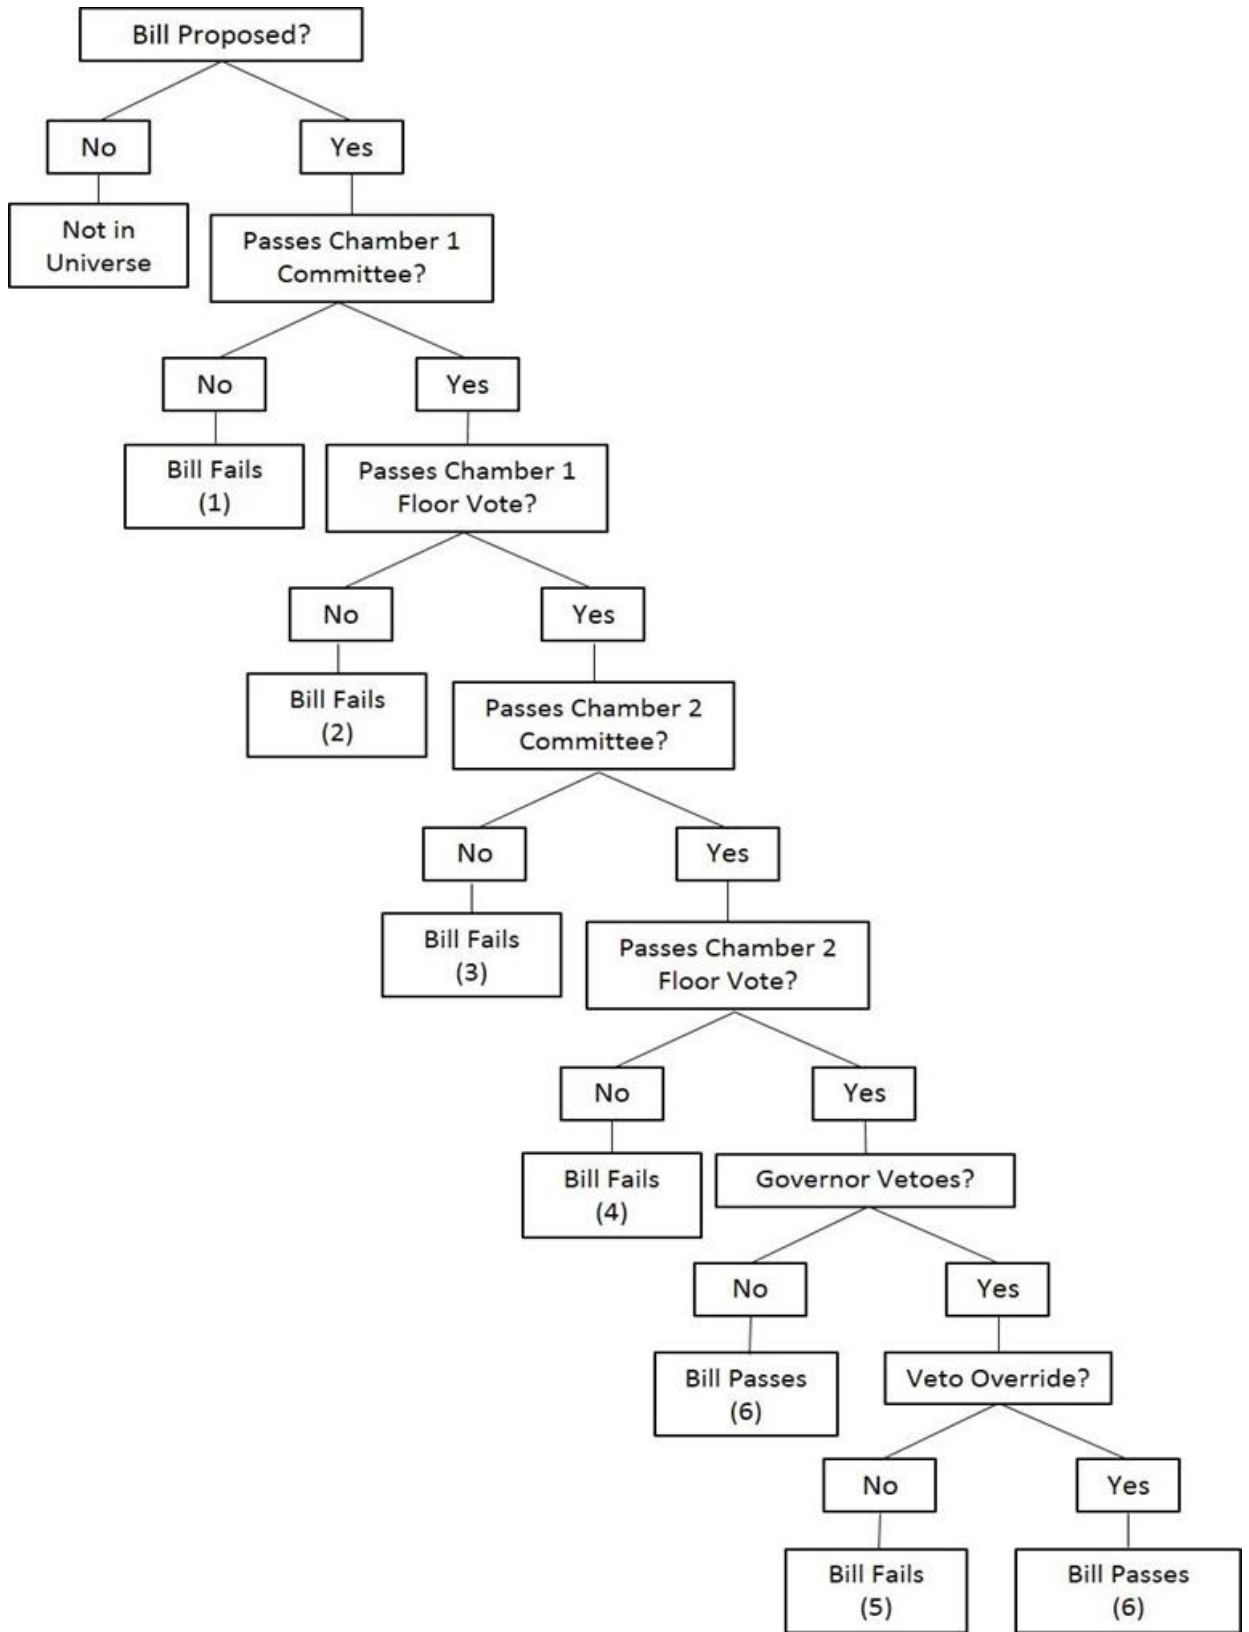 Bill Proposed?
No
Yes
Not in
Universe
Passes Chamber 1
Committee?
No
Yes
Bill Fails
(1)
Passes Chamber 1
Floor Vote?
No
Yes
Bill Fails
(2)
Passes Chamber 2
Committee?
No
Yes
Bill Fails
(3)
Passes Chamber 2
Floor Vote?
No
Yes
Bill Fails
(4)
Governor Vetoes?
No
Yes
Bill Passes
(6)
Veto Override?
No
Yes
Bill Fails
(5)
Bill Passes
(6)